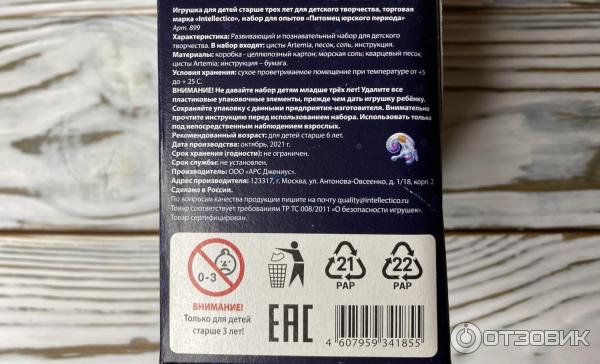 Игрушка для детей старше трех лет для детского творчества, торговая
марка «Intellectico», набор для опытов «Питомец юрского периода»
Арт. 899
Характеристика: Развивающий и познавательный набор для детского
творчества. В набор входят: цисты Artemia, песок, соль, инструкция.
Материалы: коробка - целлюлозный картон; морская соль; кварцевый песок;
цисты Artemia; инструкция – бумага.
Условия хранения: сухое проветриваемое помещение при температуре от +5
до + 25 С.
ВНИМАНИЕ! Не давайте набор детям младше трёх лет! Удалите все
пластиковые упаковочные элементы, прежде чем дать игрушку ребёнку.
Сохраняйте упаковку с данными предприятия-изготовителя. Внимательно
прочтите инструкцию перед использованием набора. Использовать только
под непосредственным наблюдением взрослых.
Рекомендованный возраст: для детей старше 6 лет.
Дата производства: октябрь, 2021 г.
Срок хранения (годности): не ограничен.
Срок службы: не установлен.
Производитель: ООО «АРС Джениус».
Адрес производителя: 123317, г. Москва, ул. Антонова-Овсеенко, д. 1/18, корп 2.
Сделано в России.
По вопросам качества продукции пишите на почту quality@intellectico.ru
Товар соответствует требованиям ТР ТС 008/2011 «О безопасности игрушек».
Товар сертифицирован.
0-3
ВНИМАНИЕ!
Только для детей
старше 3 лет!
21
PAP
22
PAP
EAC
4 607959 341855
ОТЗОВИК